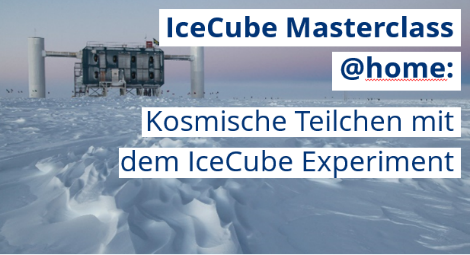 IceCube Masterclass
@home:
Kosmische Teilchen mit
dem IceCube Experiment